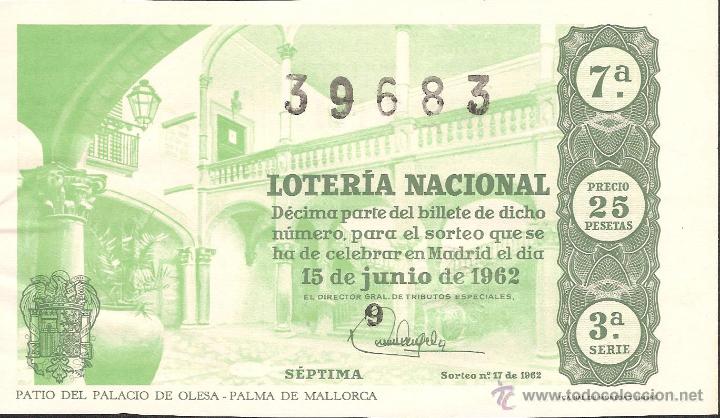 39683
7ª
LOTERÍA NACIONAL
Décima parte del billete de dicho
número, para el sorteo que se
ha de celebrar en Madrid el día
15 de junio de 1962
EL DIRECTOR GRAL. DE TRIBUTOS ESPECIALES,
9
PRECIO
25
PESETAS
3ª
SERIE
SÉPTIMA
Sorteo nº. 17 de 1962
PATIO DEL PALACIO DE OLESA - PALMA DE MALLORCA
todocoleccion.net